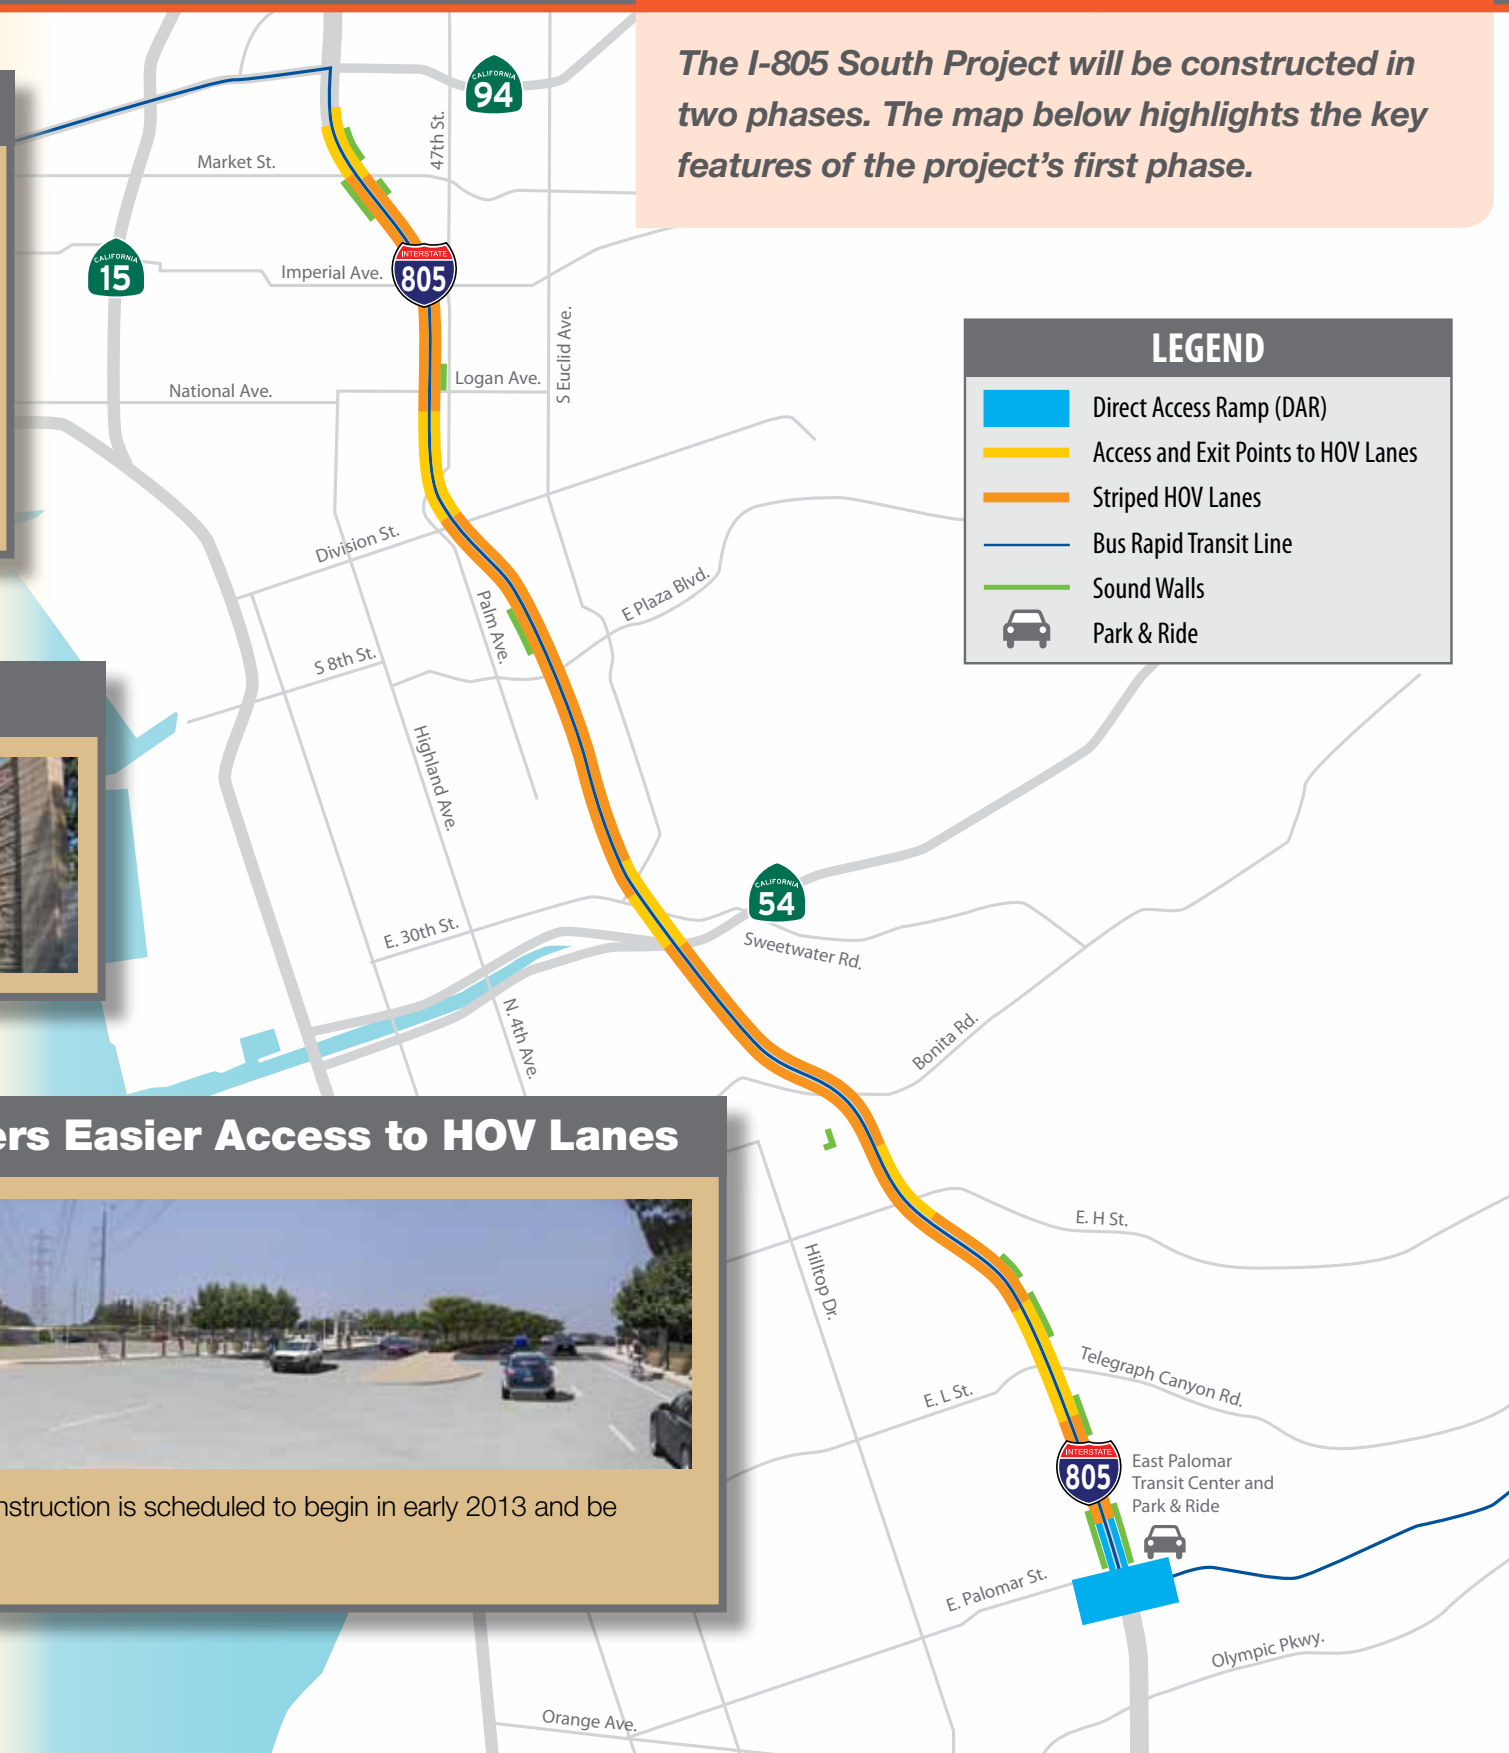 The I-805 South Project will be constructed in
two phases. The map below highlights the key
features of the project's first phase.
CALIFORNIA
94
47th St.
Market St.
CALIFORNIA
15
Imperial Ave.
INTERSTATE
805
S Euclid Ave.
National Ave.
Logan Ave.
LEGEND
Direct Access Ramp (DAR)
Access and Exit Points to HOV Lanes
Striped HOV Lanes
Bus Rapid Transit Line
Sound Walls
Park & Ride
Division St.
Palm Ave.
E Plaza Blvd.
S 8th St.
Highland Ave.
CALIFORNIA
54
E. 30th St.
Sweetwater Rd.
N. 4th Ave.
Bonita Rd.
ers Easier Access to HOV Lanes
E. H St.
Hilltop Dr.
Telegraph Canyon Rd.
E. L St.
INTERSTATE
805
East Palomar
Transit Center and
Park & Ride
nstruction is scheduled to begin in early 2013 and be
E. Palomar St.
Olympic Pkwy.
Orange Ave.